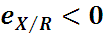 e_{X/R} < 0